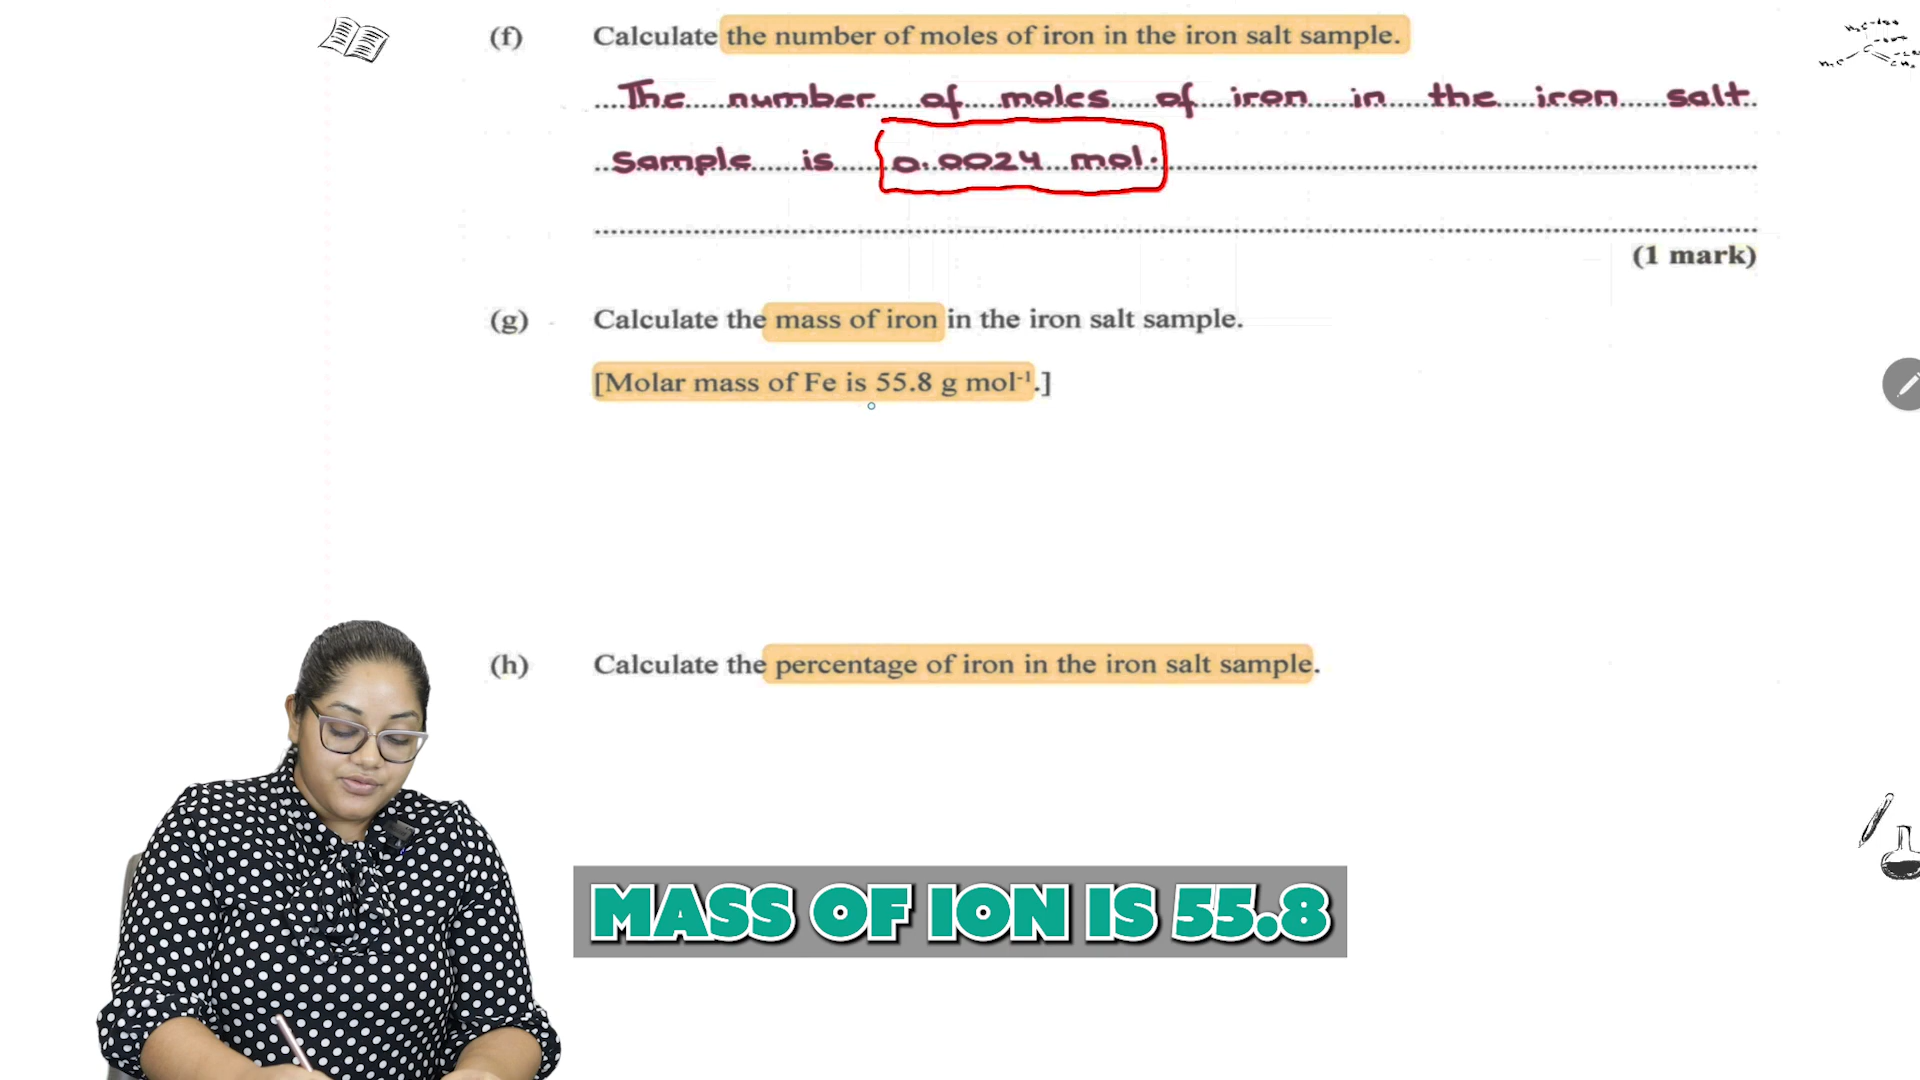 (f) Calculate the number of moles of iron in the iron salt sample.
The number of moles of iron in the iron salt
Sample is 0.0024 mol.
(1 mark)
(g) Calculate the mass of iron in the iron salt sample.
[Molar mass of Fe is 55.8 g mol⁻¹.]
(h) Calculate the percentage of iron in the iron salt sample.
MASS OF ION IS 55.8